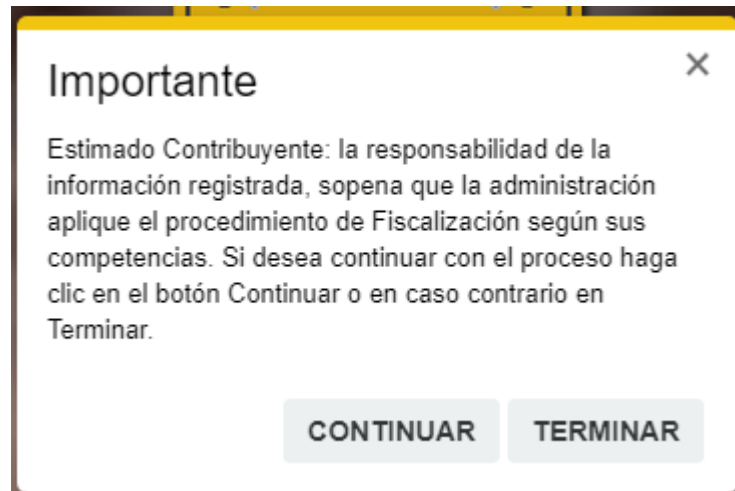 Importante
Estimado Contribuyente: la responsabilidad de la
información registrada, sopena que la administración
aplique el procedimiento de Fiscalización según sus
competencias. Si desea continuar con el proceso haga
clic en el botón Continuar o en caso contrario en
Terminar.
CONTINUAR TERMINAR